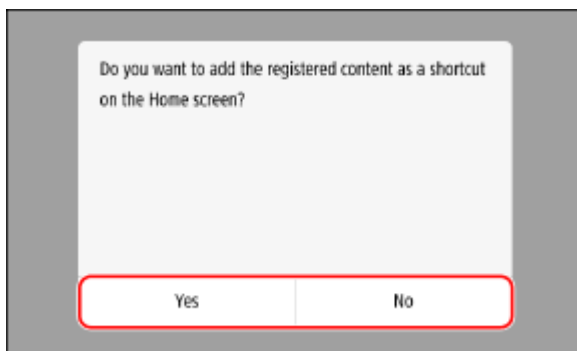 Do you want to add the registered content as a shortcut
on the Home screen?
Yes
No